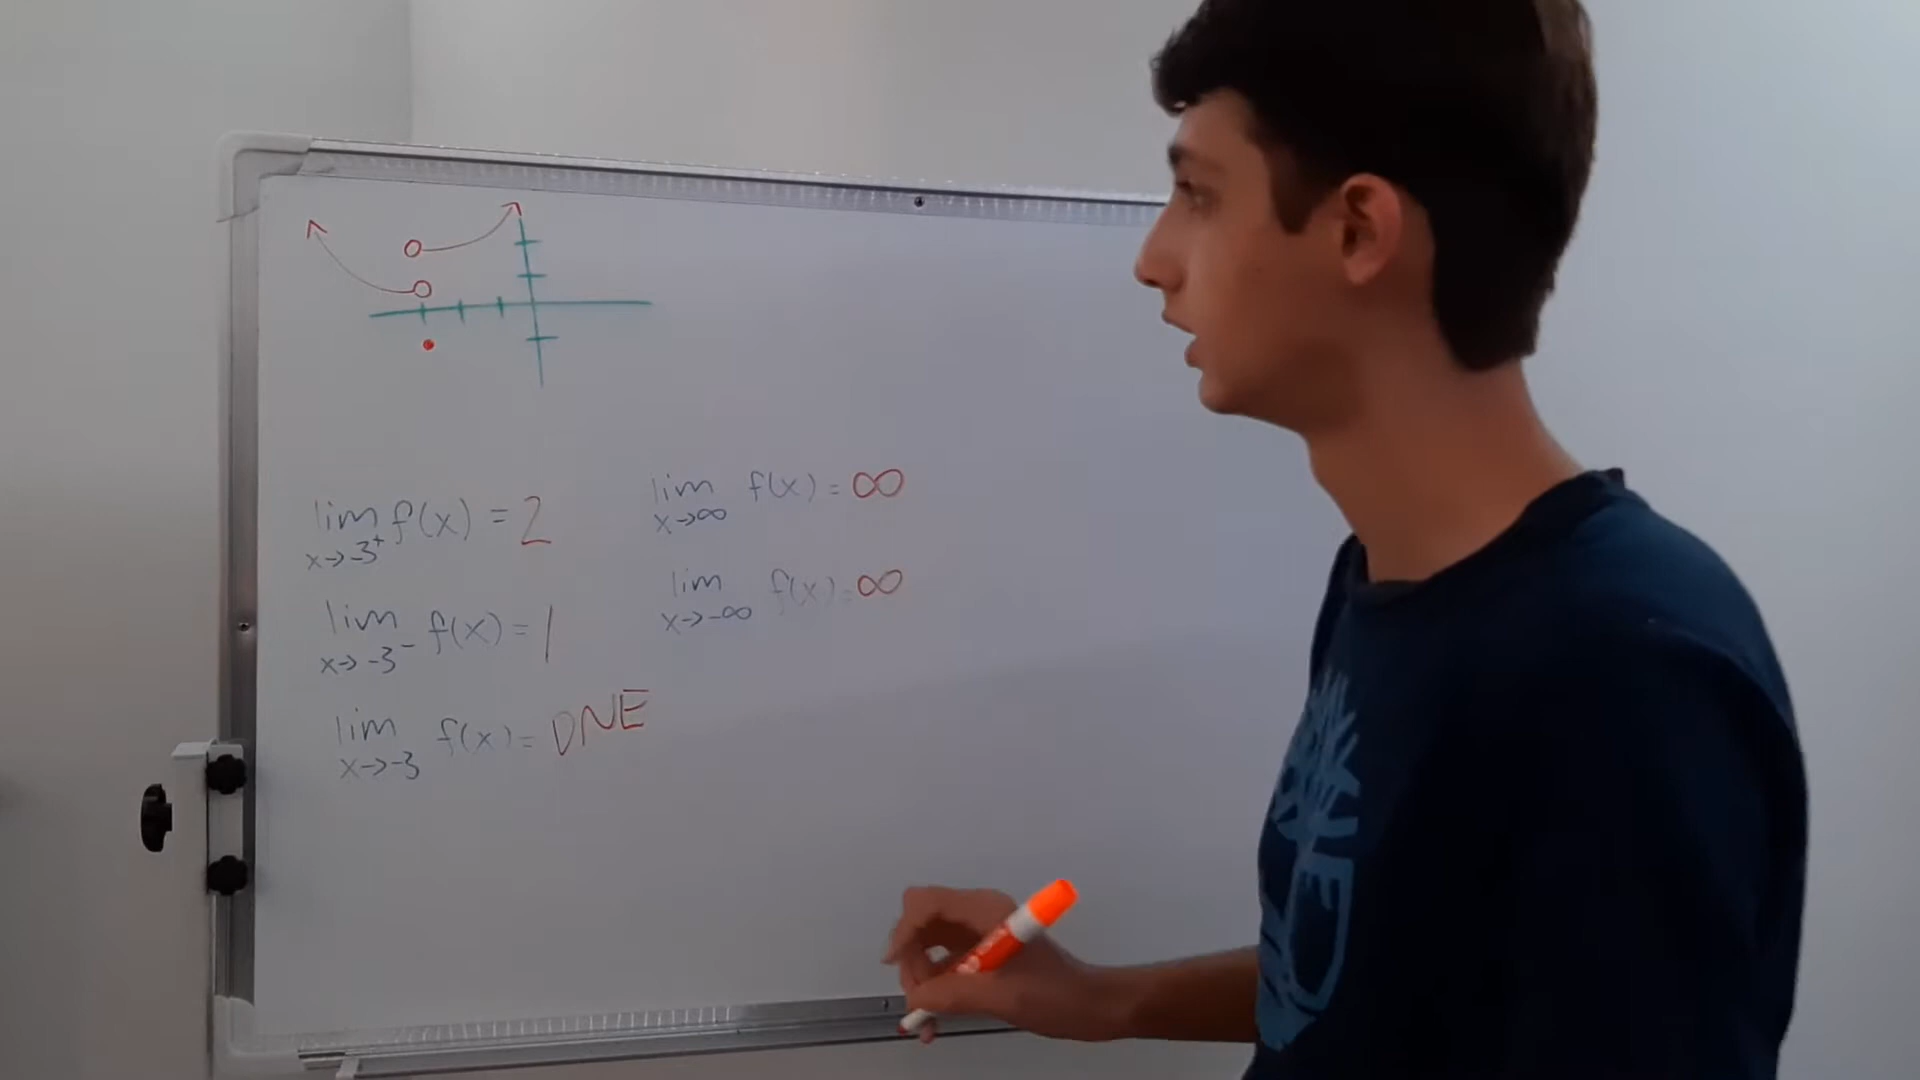 lim f(x) = 2
x→-3⁺
lim f(x) = 1
x→-3⁻
lim f(x) = DNE
x→-3
lim f(x) = ∞
x→∞
lim f(x) = ∞
x→-∞